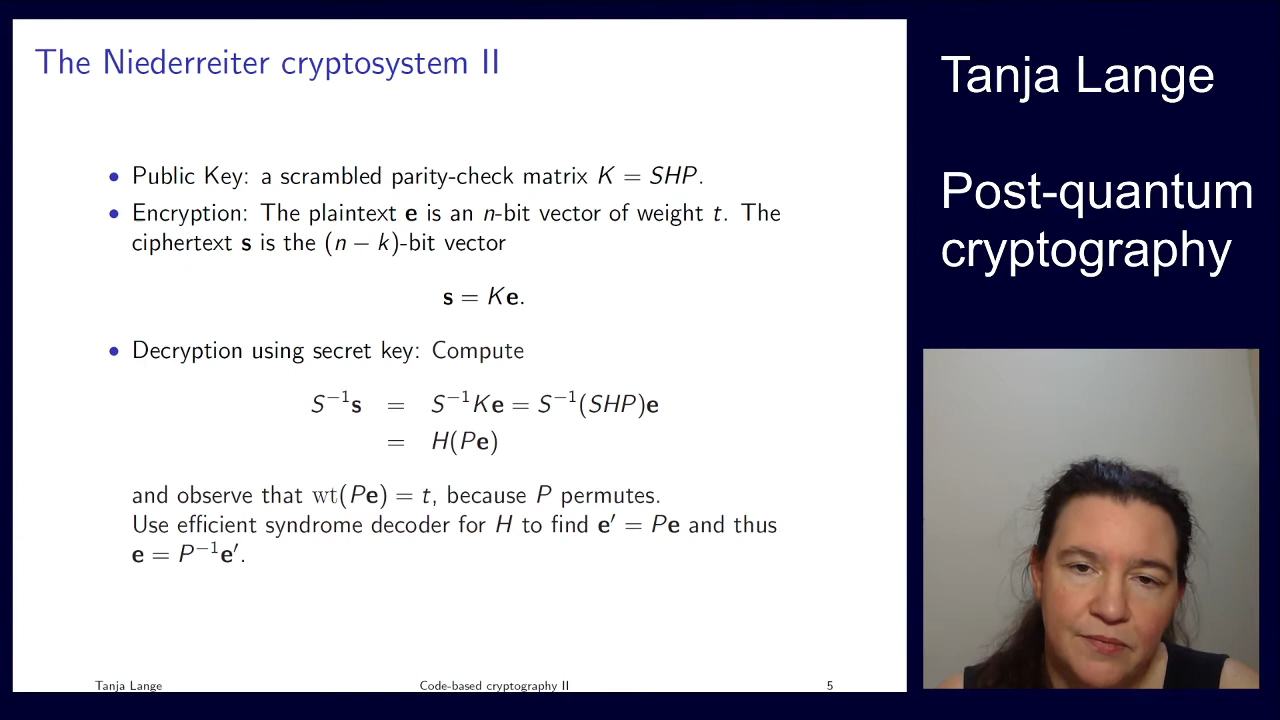 The Niederreiter cryptosystem II
• Public Key: a scrambled parity-check matrix K = SHP.
• Encryption: The plaintext e is an n-bit vector of weight t. The
ciphertext s is the (n − k)-bit vector
s = Ke.
• Decryption using secret key: Compute
S⁻¹s = S⁻¹Ke = S⁻¹(SHP)e
= H(Pe)
and observe that wt(Pe) = t, because P permutes.
Use efficient syndrome decoder for H to find e′ = Pe and thus
e = P⁻¹e′.
Tanja Lange
Code-based cryptography II
5
Tanja Lange
Post-quantum
cryptography